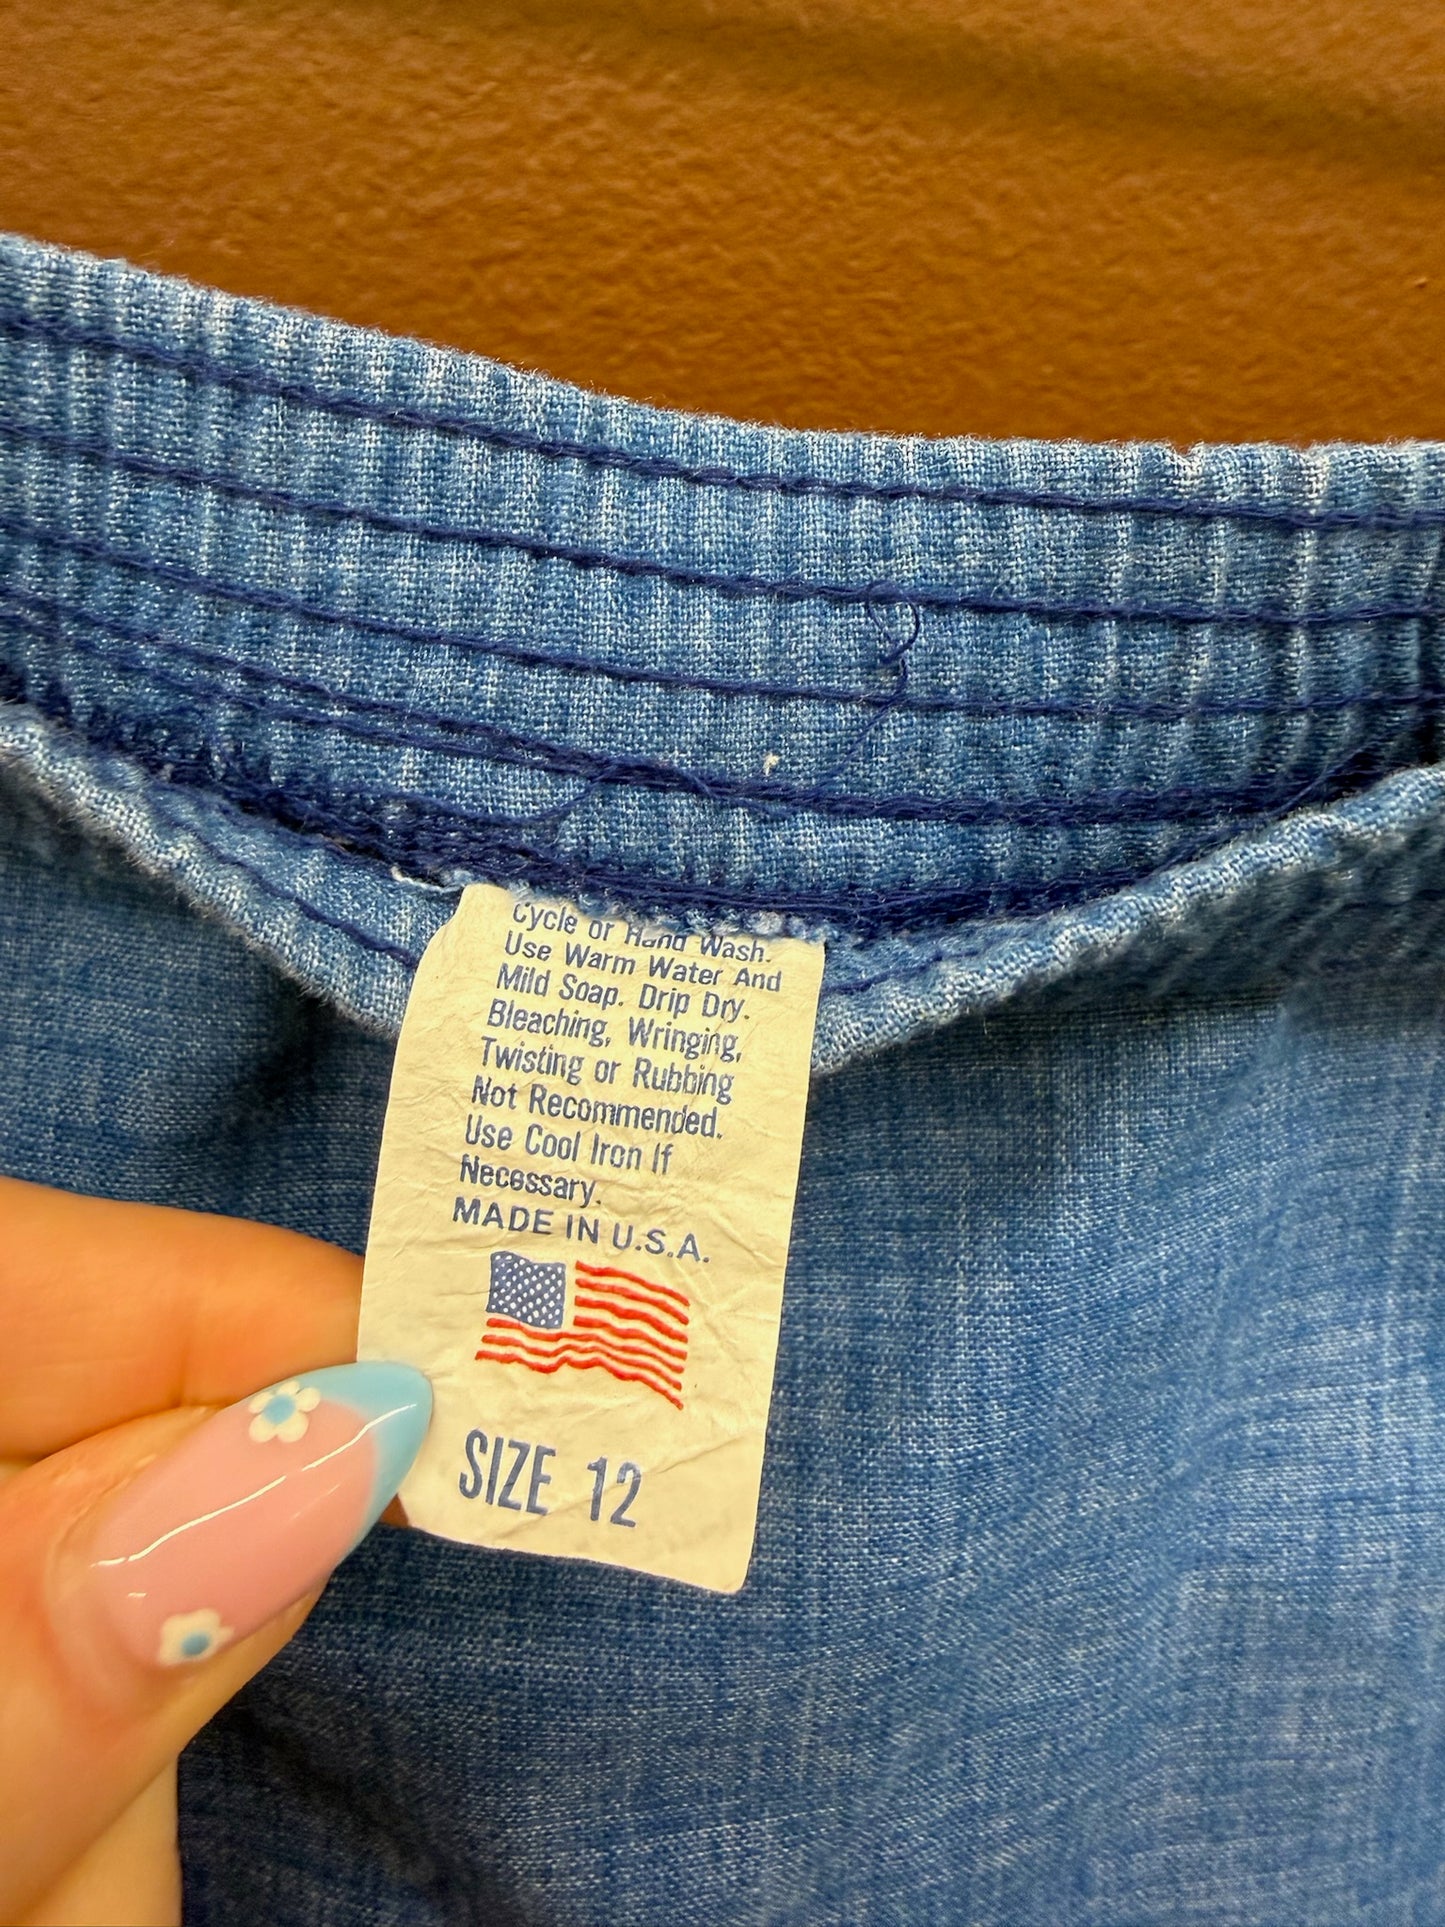 Cycle or Hand Wash.
Use Warm Water And
Mild Soap. Drip Dry.
Bleaching, Wringing,
Twisting or Rubbing
Not Recommended.
Use Cool Iron If
Necessary.
MADE IN U.S.A.
SIZE 12